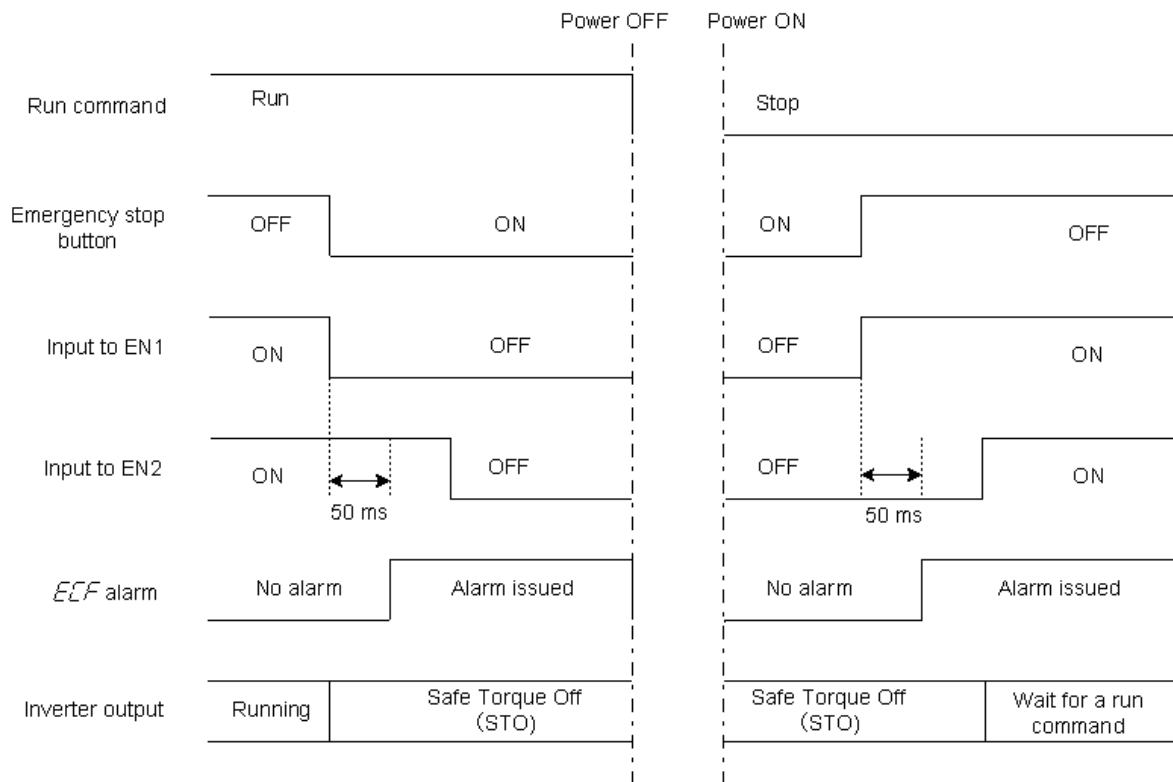 Power OFF Power ON
Run command Run Stop
Emergency stop
button OFF ON ON OFF
Input to EN1 ON OFF OFF ON
Input to EN2 ON OFF OFF ON
50 ms 50 ms
ECF alarm No alarm Alarm issued No alarm Alarm issued
Inverter output Running Safe Torque Off
(STO) Safe Torque Off
(STO) Wait for a run
command